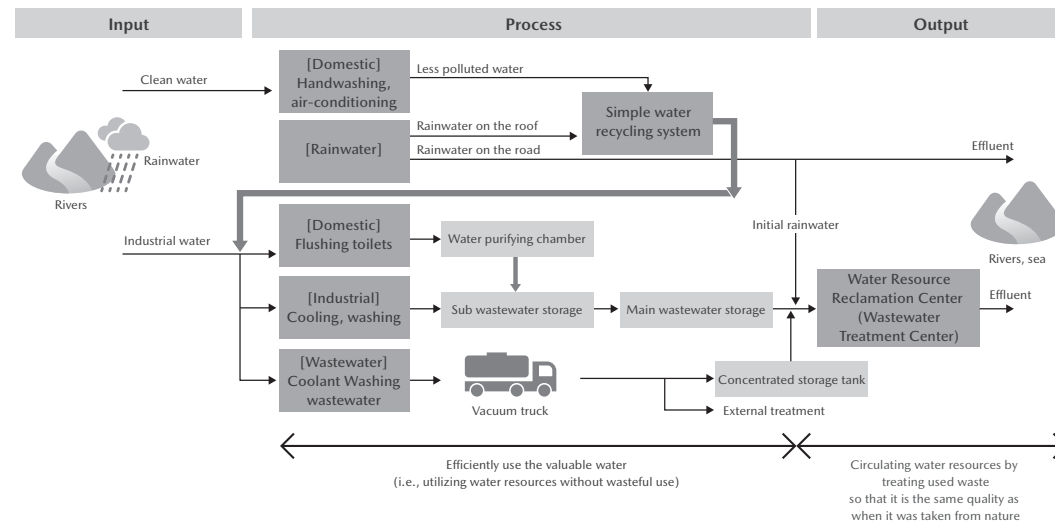 Input
Process
Output
Clean water
[Domestic]
Handwashing,
air-conditioning
Less polluted water
Simple water
recycling system
[Rainwater]
Rainwater on the roof
Rainwater on the road
Effluent
Rainwater
Rivers
Rivers, sea
Industrial water
[Domestic]
Flushing toilets
Water purifying chamber
Initial rainwater
[Industrial]
Cooling, washing
Sub wastewater storage
Main wastewater storage
Water Resource
Reclamation Center
(Wastewater
Treatment Center)
Effluent
[Wastewater]
Coolant Washing
wastewater
Vacuum truck
Concentrated storage tank
External treatment
Efficiently use the valuable water
(i.e., utilizing water resources without wasteful use)
Circulating water resources by
treating used waste
so that it is the same quality as
when it was taken from nature